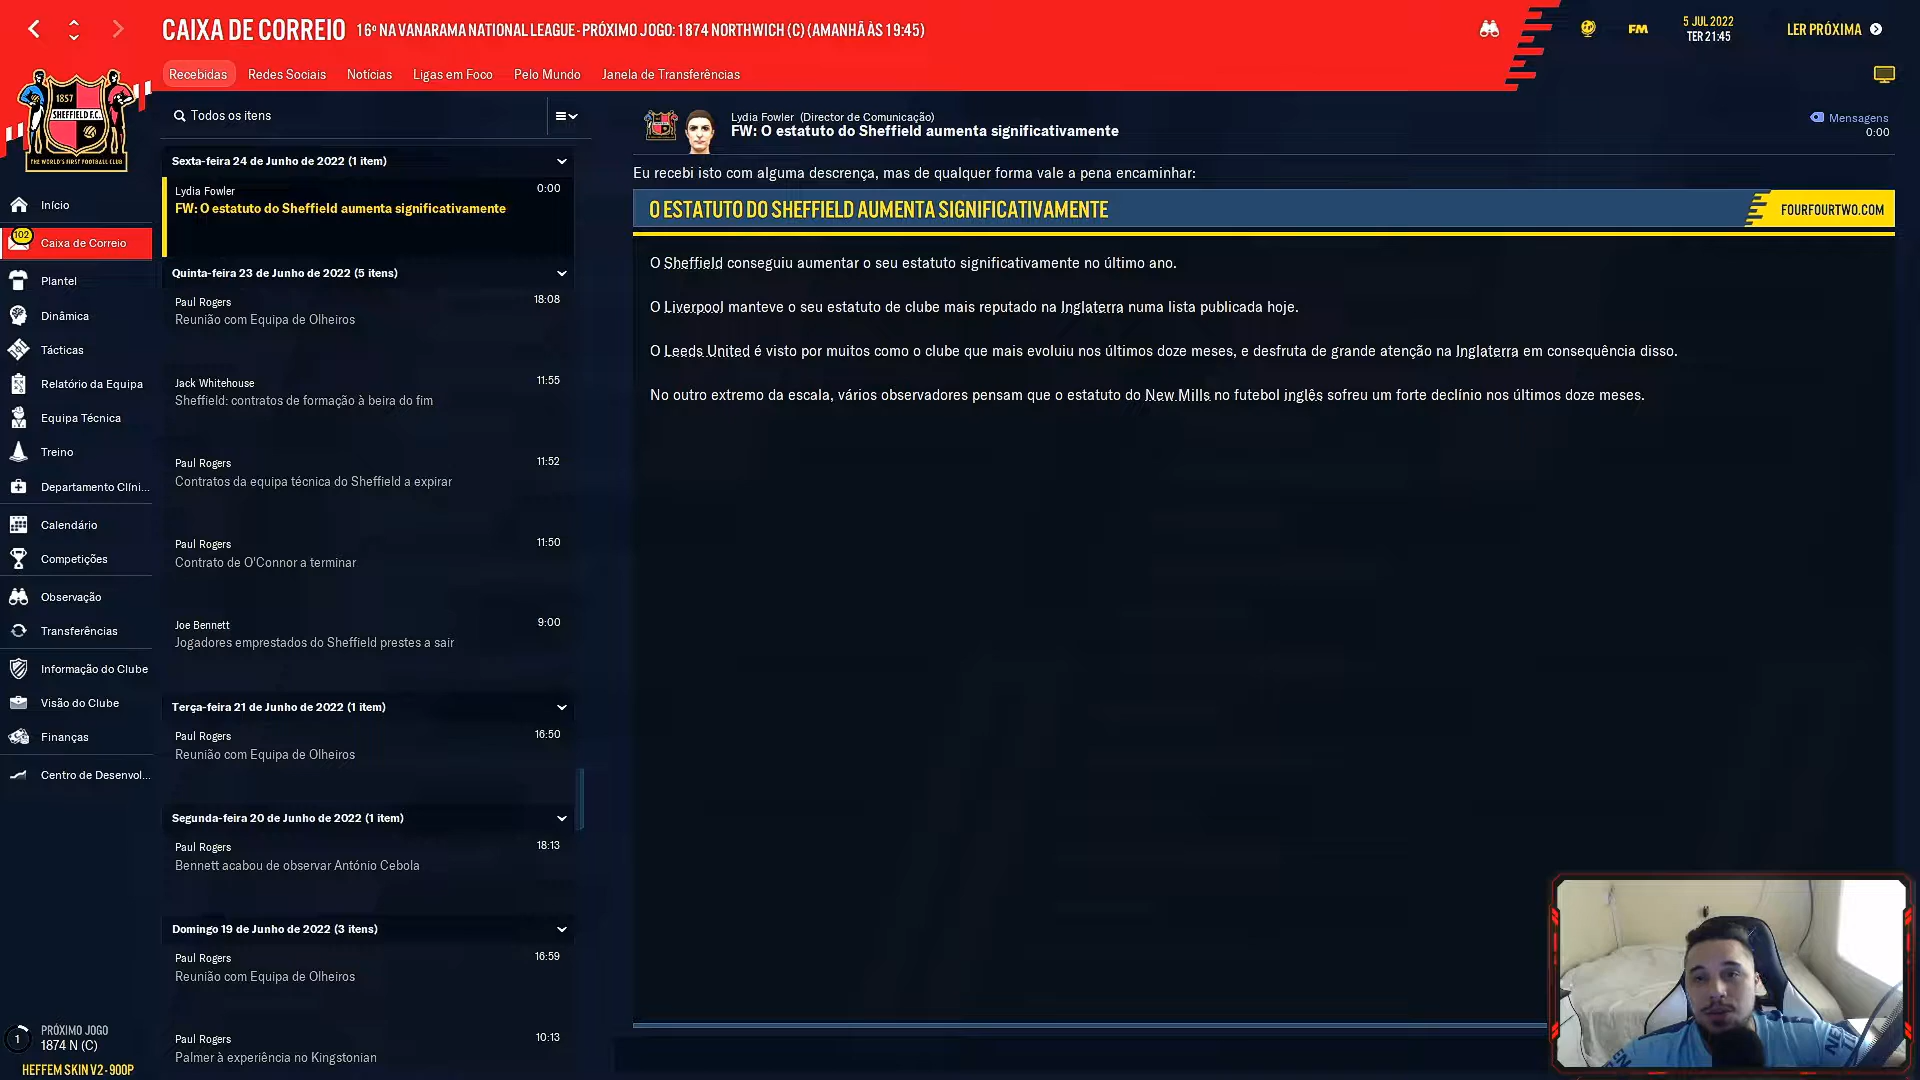 CAIXA DE CORREIO
16º NA VANARAMA NATIONAL LEAGUE - PRÓXIMO JOGO: 1874 NORTHWICH (C) (AMANHÃ ÀS 19:45)
FM
5 JUL 2022
TER 21:45
LER PRÓXIMA
Recebidas
Redes Sociais
Notícias
Ligas em Foco
Pelo Mundo
Janela de Transferências
1857
SHEFFIELD F.C.
THE WORLD'S FIRST FOOTBALL CLUB
Início
102
Caixa de Correio
Plantel
Dinâmica
Tácticas
Relatório da Equipa
Equipa Técnica
Treino
Departamento Clíni...
Calendário
Competições
Observação
Transferências
Informação do Clube
Visão do Clube
Finanças
Centro de Desenvol...
1
PRÓXIMO JOGO
1874 N (C)
HEFFEM SKIN V2 - 900P
Todos os itens
Sexta-feira 24 de Junho de 2022 (1 item)
Lydia Fowler 0:00
FW: O estatuto do Sheffield aumenta significativamente
Quinta-feira 23 de Junho de 2022 (5 itens)
Paul Rogers 18:08
Reunião com Equipa de Olheiros
Jack Whitehouse 11:55
Sheffield: contratos de formação à beira do fim
Paul Rogers 11:52
Contratos da equipa técnica do Sheffield a expirar
Paul Rogers 11:50
Contrato de O'Connor a terminar
Joe Bennett 9:00
Jogadores emprestados do Sheffield prestes a sair
Terça-feira 21 de Junho de 2022 (1 item)
Paul Rogers 16:50
Reunião com Equipa de Olheiros
Segunda-feira 20 de Junho de 2022 (1 item)
Paul Rogers 18:13
Bennett acabou de observar António Cebola
Domingo 19 de Junho de 2022 (3 itens)
Paul Rogers 16:59
Reunião com Equipa de Olheiros
Paul Rogers 10:13
Palmer à experiência no Kingstonian
Lydia Fowler (Director de Comunicação)
FW: O estatuto do Sheffield aumenta significativamente
Mensagens
0:00
Eu recebi isto com alguma descrença, mas de qualquer forma vale a pena encaminhar:
O ESTATUTO DO SHEFFIELD AUMENTA SIGNIFICATIVAMENTE
FOURFOURTWO.COM
O Sheffield conseguiu aumentar o seu estatuto significativamente no último ano.
O Liverpool manteve o seu estatuto de clube mais reputado na Inglaterra numa lista publicada hoje.
O Leeds United é visto por muitos como o clube que mais evoluiu nos últimos doze meses, e desfruta de grande atenção na Inglaterra em consequência disso.
No outro extremo da escala, vários observadores pensam que o estatuto do New Mills no futebol inglês sofreu um forte declínio nos últimos doze meses.